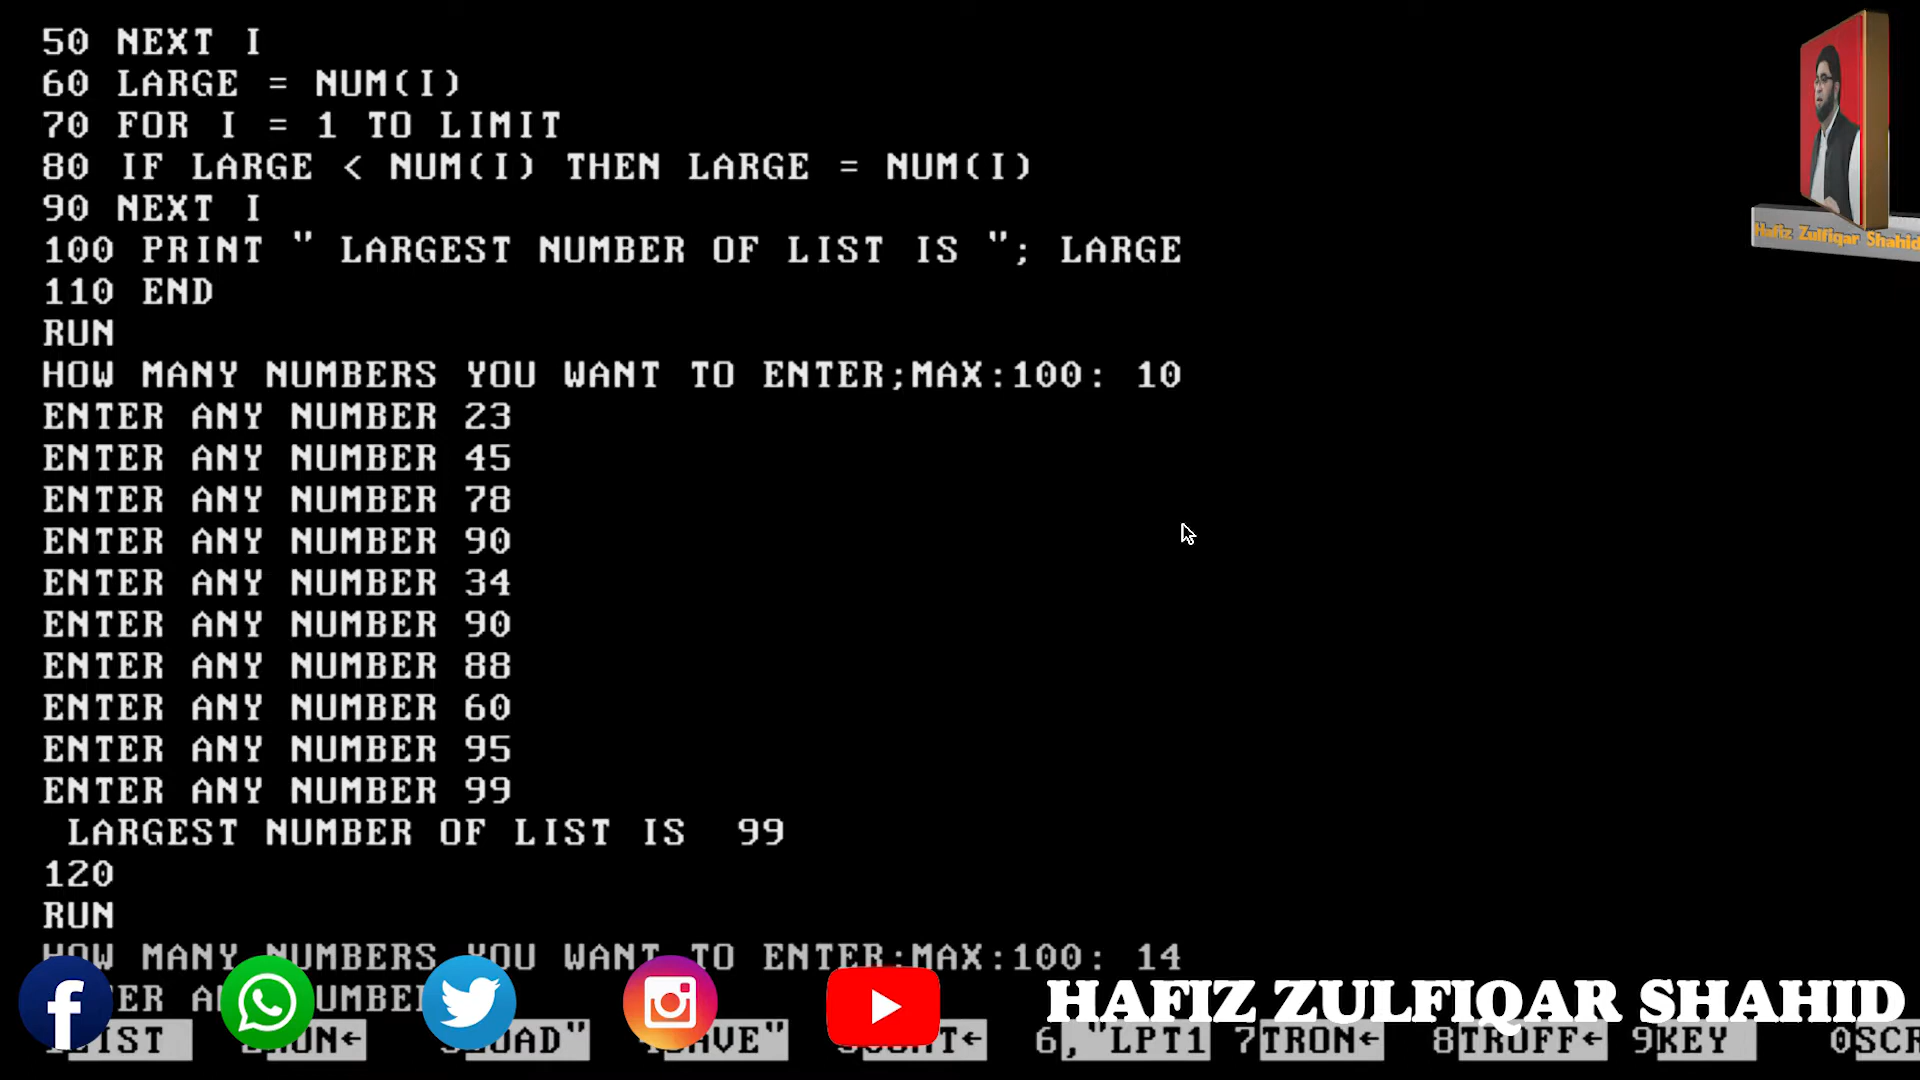 50 NEXT I
60 LARGE = NUM(I)
70 FOR I = 1 TO LIMIT
80 IF LARGE < NUM(I) THEN LARGE = NUM(I)
90 NEXT I
100 PRINT " LARGEST NUMBER OF LIST IS "; LARGE
110 END
RUN
HOW MANY NUMBERS YOU WANT TO ENTER;MAX:100: 10
ENTER ANY NUMBER 23
ENTER ANY NUMBER 45
ENTER ANY NUMBER 78
ENTER ANY NUMBER 90
ENTER ANY NUMBER 34
ENTER ANY NUMBER 90
ENTER ANY NUMBER 88
ENTER ANY NUMBER 60
ENTER ANY NUMBER 95
ENTER ANY NUMBER 99
LARGEST NUMBER OF LIST IS 99
120
RUN
HOW MANY NUMBERS YOU WANT TO ENTER;MAX:100: 14
Hafiz Zulfiqar Shahid
HAFIZ ZULFIQAR SHAHID
6,"LPT1 7TRON← 8TROFF← 9KEY 0SCR